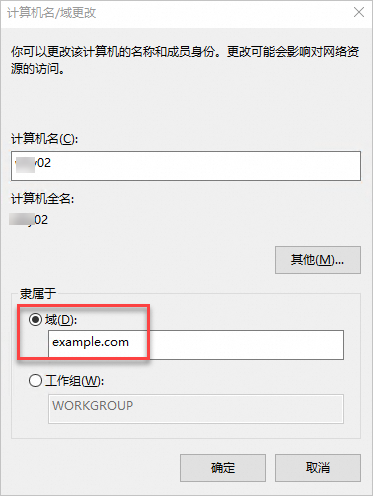 计算机名/域更改
你可以更改该计算机的名称和成员身份。更改可能会影响对网络资
源的访问。
计算机名(C):
02
计算机全名:
02
其他(M)...
隶属于
域(D):
example.com
工作组(W):
WORKGROUP
确定
取消